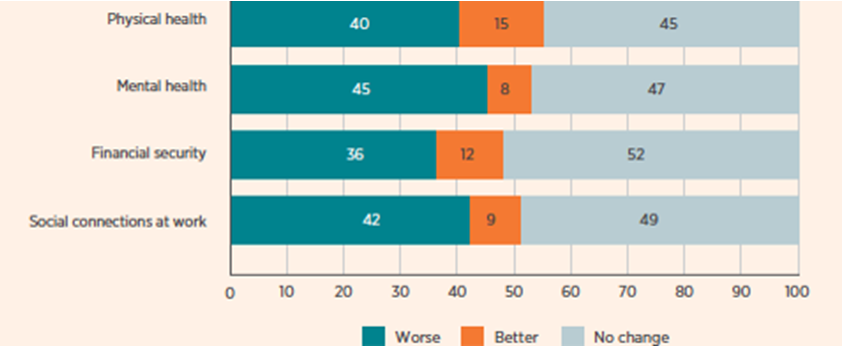 Physical health 40 15 45
Mental health 45 8 47
Financial security 36 12 52
Social connections at work 42 9 49
0 10 20 30 40 50 60 70 80 90 100
Worse Better No change